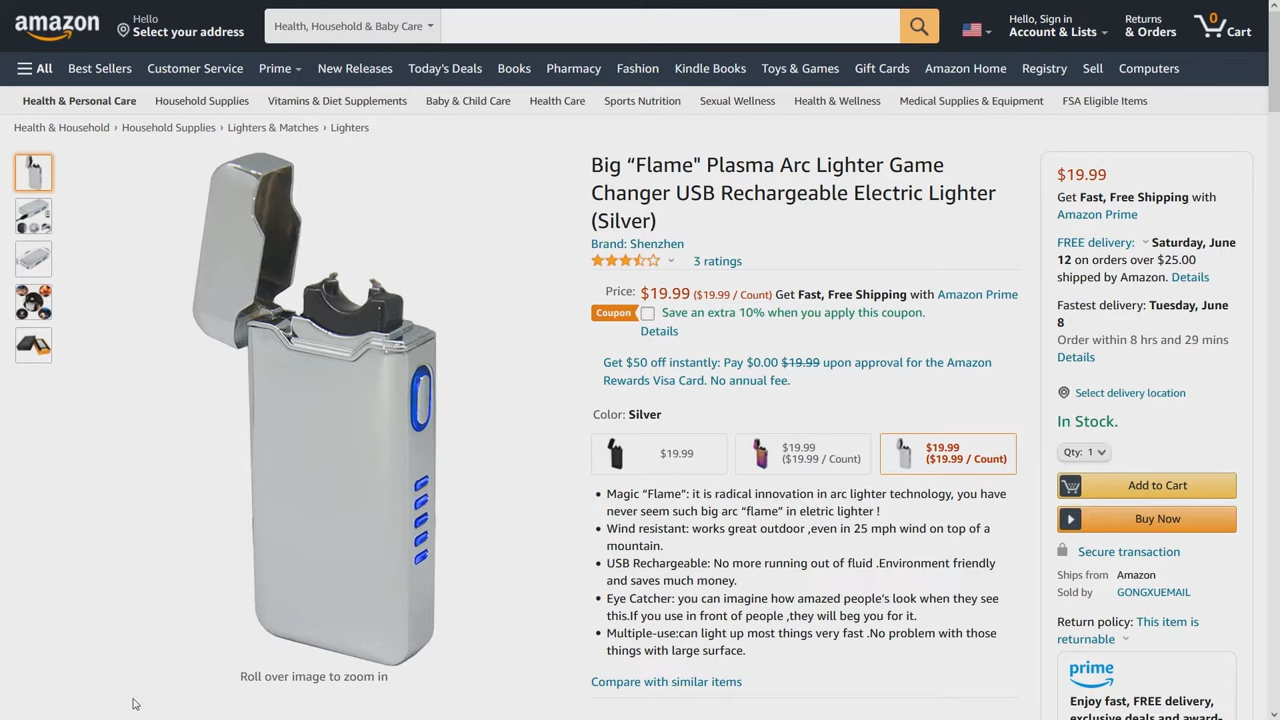 amazon
Hello
Select your address
Health, Household & Baby Care
Hello, Sign in
Account & Lists
Returns
& Orders
0
Cart
All
Best Sellers
Customer Service
Prime
New Releases
Today's Deals
Books
Pharmacy
Fashion
Kindle Books
Toys & Games
Gift Cards
Amazon Home
Registry
Sell
Computers
Health & Personal Care
Household Supplies
Vitamins & Diet Supplements
Baby & Child Care
Health Care
Sports Nutrition
Sexual Wellness
Health & Wellness
Medical Supplies & Equipment
FSA Eligible Items
Health & Household › Household Supplies › Lighters & Matches › Lighters
Roll over image to zoom in
Big “Flame" Plasma Arc Lighter Game
Changer USB Rechargeable Electric Lighter
(Silver)
Brand: Shenzhen
3 ratings
Price: $19.99 ($19.99 / Count) Get Fast, Free Shipping with Amazon Prime
Coupon Save an extra 10% when you apply this coupon.
Details
Get $50 off instantly: Pay $0.00 $19.99 upon approval for the Amazon
Rewards Visa Card. No annual fee.
Color: Silver
$19.99
$19.99
($19.99 / Count)
$19.99
($19.99 / Count)
• Magic “Flame”: it is radical innovation in arc lighter technology, you have
never seem such big arc “flame” in eletric lighter !
• Wind resistant: works great outdoor ,even in 25 mph wind on top of a
mountain.
• USB Rechargeable: No more running out of fluid .Environment friendly
and saves much money.
• Eye Catcher: you can imagine how amazed people’s look when they see
this.If you use in front of people ,they will beg you for it.
• Multiple-use:can light up most things very fast .No problem with those
things with large surface.
Compare with similar items
$19.99
Get Fast, Free Shipping with
Amazon Prime
FREE delivery: Saturday, June
12 on orders over $25.00
shipped by Amazon. Details
Fastest delivery: Tuesday, June
8
Order within 8 hrs and 29 mins
Details
Select delivery location
In Stock.
Qty: 1
Add to Cart
Buy Now
Secure transaction
Ships from Amazon
Sold by GONGXUEMAIL
Return policy: This item is
returnable
prime
Enjoy fast, FREE delivery,
exclusive deals and award-